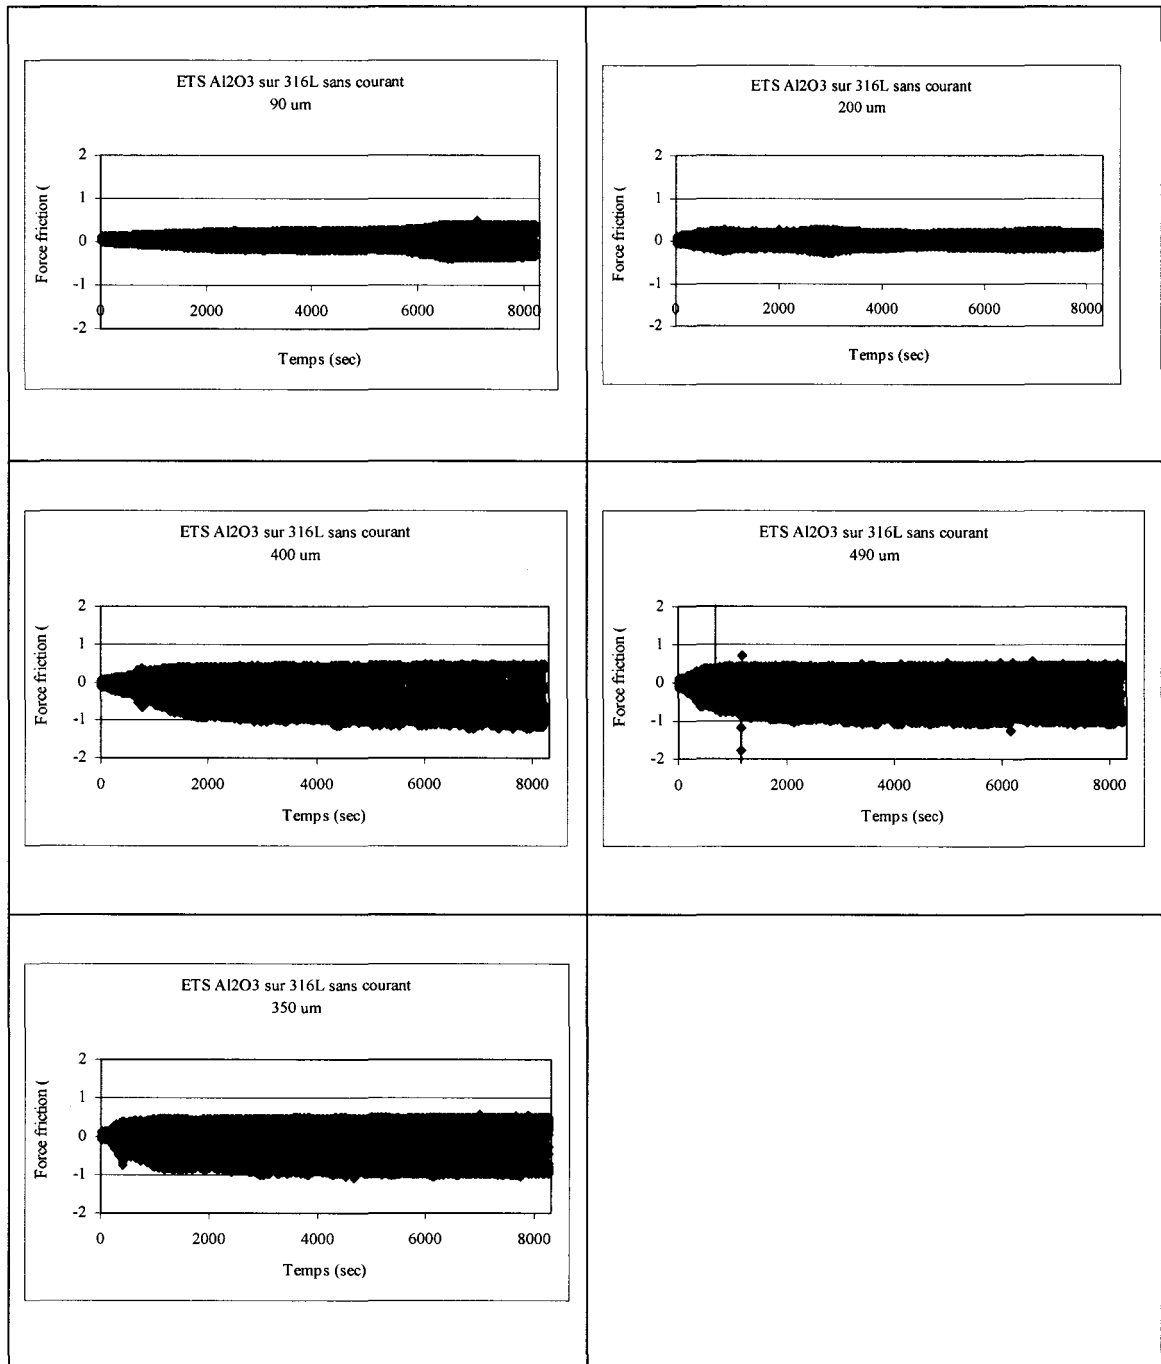 ETS Al2O3 sur 316L sans courant
90 um
Force friction (
2
1
0
-1
-2
0 2000 4000 6000 8000
Temps (sec)
ETS Al2O3 sur 316L sans courant
200 um
Force friction (
2
1
0
-1
-2
0 2000 4000 6000 8000
Temps (sec)
ETS Al2O3 sur 316L sans courant
400 um
Force friction (
2
1
0
-1
-2
0 2000 4000 6000 8000
Temps (sec)
ETS Al2O3 sur 316L sans courant
490 um
Force friction (
2
1
0
-1
-2
0 2000 4000 6000 8000
Temps (sec)
ETS Al2O3 sur 316L sans courant
350 um
Force friction (
2
1
0
-1
-2
0 2000 4000 6000 8000
Temps (sec)